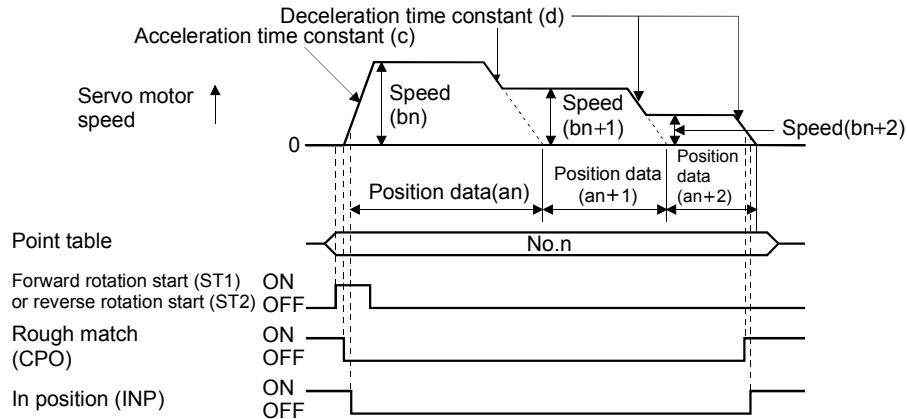 Deceleration time constant (d)
Acceleration time constant (c)
Servo motor
speed
Speed
(bn)
Speed
(bn+1)
Speed(bn+2)
0
Position data(an)
Position data
(an+1)
Position
data
(an+2)
Point table
No.n
Forward rotation start (ST1)
or reverse rotation start (ST2)
ON
OFF
Rough match
(CPO)
ON
OFF
In position (INP)
ON
OFF